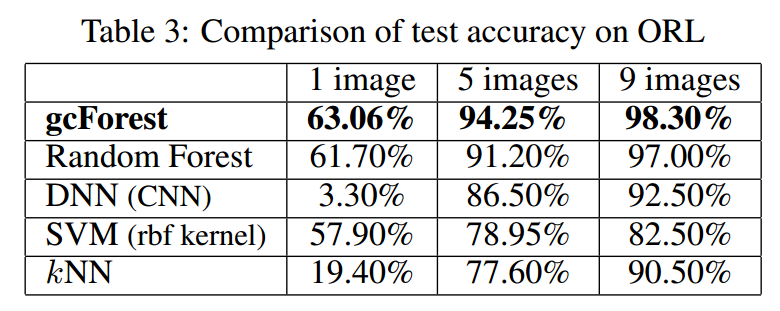 Table 3: Comparison of test accuracy on ORL
1 image 5 images 9 images
gcForest 63.06% 94.25% 98.30%
Random Forest 61.70% 91.20% 97.00%
DNN (CNN) 3.30% 86.50% 92.50%
SVM (rbf kernel) 57.90% 78.95% 82.50%
kNN 19.40% 77.60% 90.50%